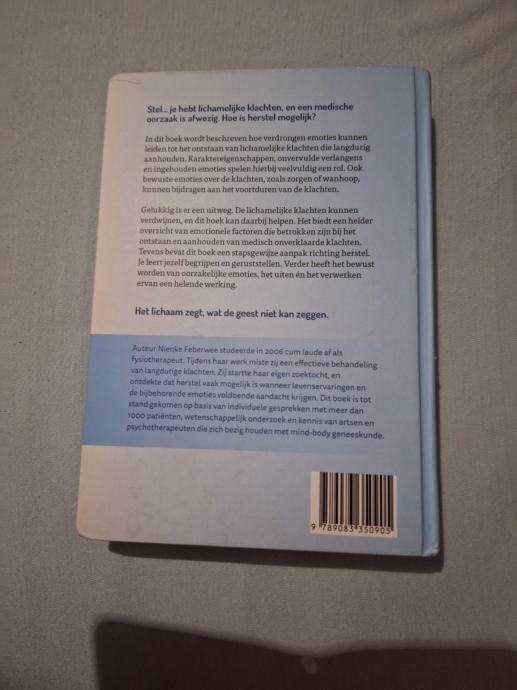 Stel... je hebt lichamelijke klachten, en een medische
oorzaak is afwezig. Hoe is herstel mogelijk?
In dit boek wordt beschreven hoe verdrongen emoties kunnen
leiden tot het ontstaan van lichamelijke klachten die langdurig
aanhouden. Karaktereigenschappen, onvervulde verlangens
en ingehouden emoties spelen hierbij veelvuldig een rol. Ook
bewuste emoties over de klachten, zoals zorgen of wanhoop,
kunnen bijdragen aan het voortduren van de klachten.
Gelukkig is er een uitweg. De lichamelijke klachten kunnen
verdwijnen, en dit boek kan daarbij helpen. Het biedt een helder
overzicht van emotionele factoren die betrokken zijn bij het
ontstaan en aanhouden van medisch onverklaarde klachten.
Tevens bevat dit boek een stapsgewijze aanpak richting herstel.
Je leert jezelf begrijpen en geruststellen. Verder heeft het bewust
worden van oorzakelijke emoties, het uiten én het verwerken
ervan een helende werking.
Het lichaam zegt, wat de geest niet kan zeggen.
Auteur Nienke Feberwee studeerde in 2006 cum laude af als
fysiotherapeut. Tijdens haar werk miste zij een effectieve behandeling
van langdurige klachten. Zij startte haar eigen zoektocht, en
ontdekte dat herstel vaak mogelijk is wanneer levenservaringen en
de bijbehorende emoties voldoende aandacht krijgen. Dit boek is tot
stand gekomen op basis van individuele gesprekken met meer dan
1000 patiënten, wetenschappelijk onderzoek en kennis van artsen en
psychotherapeuten die zich bezig houden met mind-body geneeskunde.
9 789083 350905